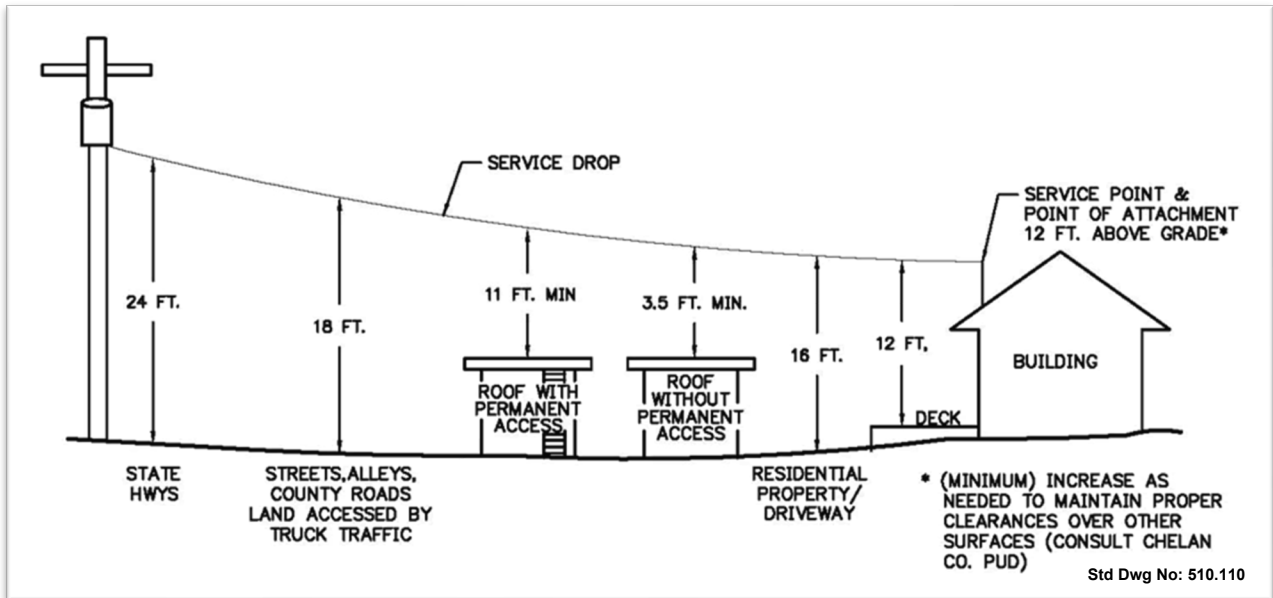 SERVICE DROP
SERVICE POINT &
POINT OF ATTACHMENT
12 FT. ABOVE GRADE*
24 FT.
18 FT.
11 FT. MIN
3.5 FT. MIN.
16 FT.
12 FT,
ROOF WITH
PERMANENT
ACCESS
ROOF
WITHOUT
PERMANENT
ACCESS
DECK
BUILDING
STATE
HWYS
STREETS,ALLEYS,
COUNTY ROADS
LAND ACCESSED BY
TRUCK TRAFFIC
RESIDENTIAL
PROPERTY/
DRIVEWAY
* (MINIMUM) INCREASE AS
NEEDED TO MAINTAIN PROPER
CLEARANCES OVER OTHER
SURFACES (CONSULT CHELAN
CO. PUD)
Std Dwg No: 510.110